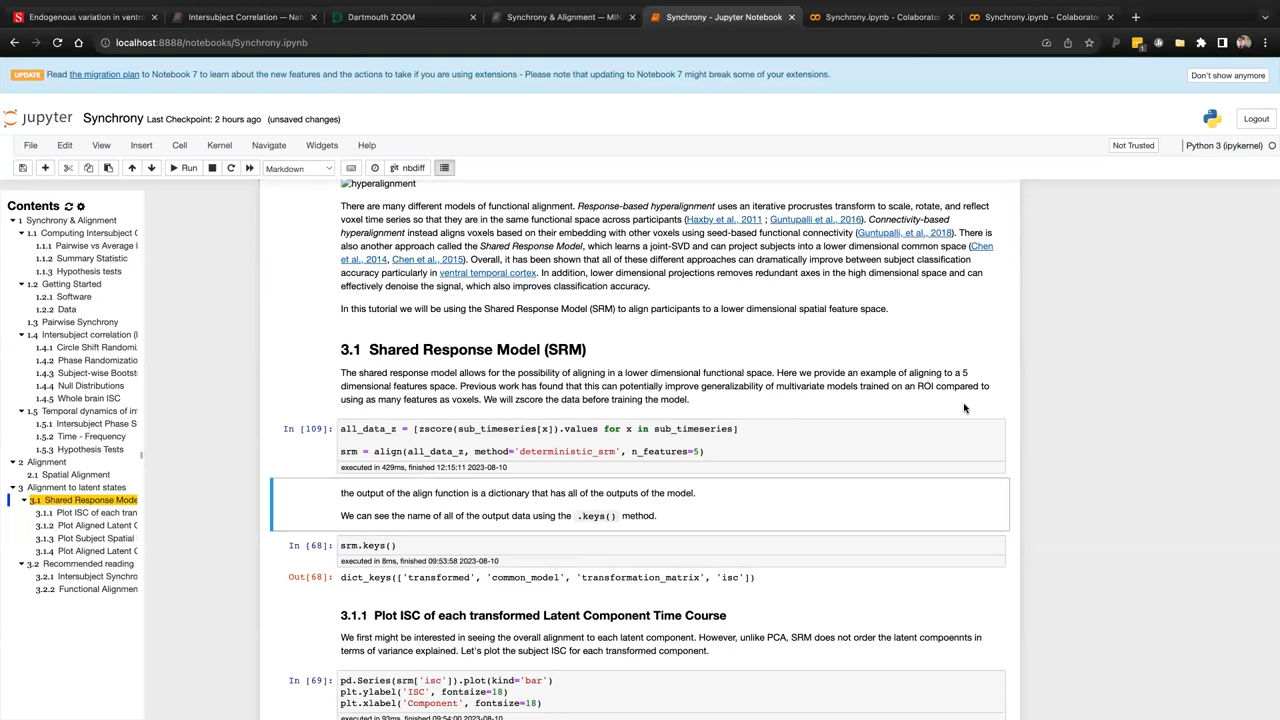 Endogenous variation in ventro
Intersubject Correlation — Nat
Dartmouth ZOOM
Synchrony & Alignment — MIN
Synchrony - Jupyter Notebook
Synchrony.ipynb - Colaborator
Synchrony.ipynb - Colaborator
localhost:8888/notebooks/Synchrony.ipynb
UPDATE Read the migration plan to Notebook 7 to learn about the new features and the actions to take if you are using extensions - Please note that updating to Notebook 7 might break some of your extensions.
Don't show anymore
jupyter Synchrony Last Checkpoint: 2 hours ago (unsaved changes)
Logout
File Edit View Insert Cell Kernel Navigate Widgets Help
Not Trusted
Python 3 (ipykernel)
Run
Markdown
nbdiff
Contents
1 Synchrony & Alignment
1.1 Computing Intersubject C
1.1.1 Pairwise vs Average I
1.1.2 Summary Statistic
1.1.3 Hypothesis tests
1.2 Getting Started
1.2.1 Software
1.2.2 Data
1.3 Pairwise Synchrony
1.4 Intersubject correlation (I
1.4.1 Circle Shift Randomi
1.4.2 Phase Randomizatio
1.4.3 Subject-wise Bootst
1.4.4 Null Distributions
1.4.5 Whole brain ISC
1.5 Temporal dynamics of in
1.5.1 Intersubject Phase S
1.5.2 Time - Frequency
1.5.3 Hypothesis Tests
2 Alignment
2.1 Spatial Alignment
3 Alignment to latent states
3.1 Shared Response Mode
3.1.1 Plot ISC of each tran
3.1.2 Plot Aligned Latent C
3.1.3 Plot Subject Spatial
3.1.4 Plot Aligned Latent C
3.2 Recommended reading
3.2.1 Intersubject Synchro
3.2.2 Functional Alignmen
hyperalignment
There are many different models of functional alignment. Response-based hyperalignment uses an iterative procrustes transform to scale, rotate, and reflect
voxel time series so that they are in the same functional space across participants (Haxby et al., 2011 ; Guntupalli et al., 2016). Connectivity-based
hyperalignment instead aligns voxels based on their embedding with other voxels using seed-based functional connectivity (Guntupalli et al., 2018). There is
also another approach called the Shared Response Model, which learns a joint-SVD and can project subjects into a lower dimensional common space (Chen
et al., 2014, Chen et al., 2015). Overall, it has been shown that all of these different approaches can dramatically improve between subject classification
accuracy particularly in ventral temporal cortex. In addition, lower dimensional projections removes redundant axes in the high dimensional space and can
effectively denoise the signal, which also improves classification accuracy.
In this tutorial we will be using the Shared Response Model (SRM) to align participants to a lower dimensional spatial feature space.
3.1 Shared Response Model (SRM)
The shared response model allows for the possibility of aligning in a lower dimensional functional space. Here we provide an example of aligning to a 5
dimensional features space. Previous work has found that this can potentially improve generalizability of multivariate models trained on an ROI compared to
using as many features as voxels. We will zscore the data before training the model.
In [109]: all_data_z = [zscore(sub_timeseries[x]).values for x in sub_timeseries]
srm = align(all_data_z, method='deterministic_srm', n_features=5)
executed in 429ms, finished 12:15:11 2023-08-10
the output of the align function is a dictionary that has all of the outputs of the model.
We can see the name of all of the output data using the .keys() method.
In [68]: srm.keys()
executed in 8ms, finished 09:53:58 2023-08-10
Out[68]: dict_keys(['transformed', 'common_model', 'transformation_matrix', 'isc'])
3.1.1 Plot ISC of each transformed Latent Component Time Course
We first might be interested in seeing the overall alignment to each latent component. However, unlike PCA, SRM does not order the latent compoennts in
terms of variance explained. Let's plot the subject ISC for each transformed component.
In [69]: pd.Series(srm['isc']).plot(kind='bar')
plt.ylabel('ISC', fontsize=18)
plt.xlabel('Component', fontsize=18)
executed in 93ms, finished 09:54:00 2023-08-10